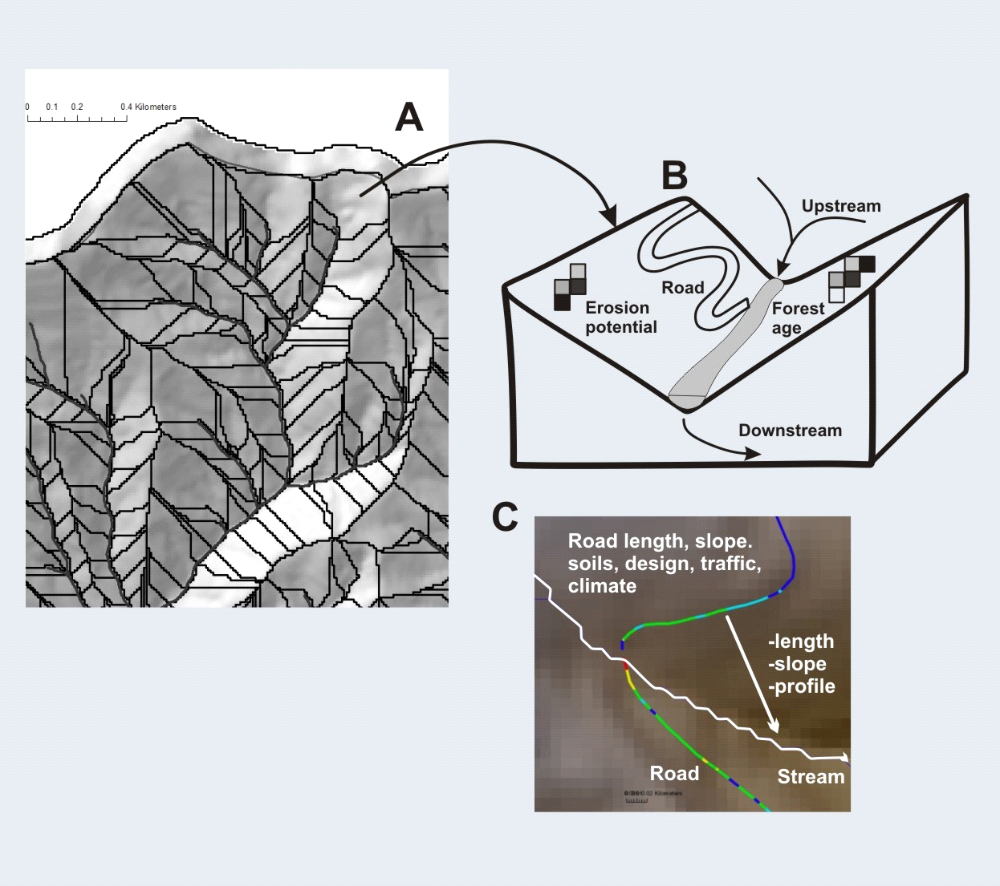 0 0.1 0.2 0.4 Kilometers
A
B
Upstream
Road
Erosion
potential
Forest
age
Downstream
C
Road length, slope.
soils, design, traffic,
climate
-length
-slope
-profile
Road
Stream
Kilometers